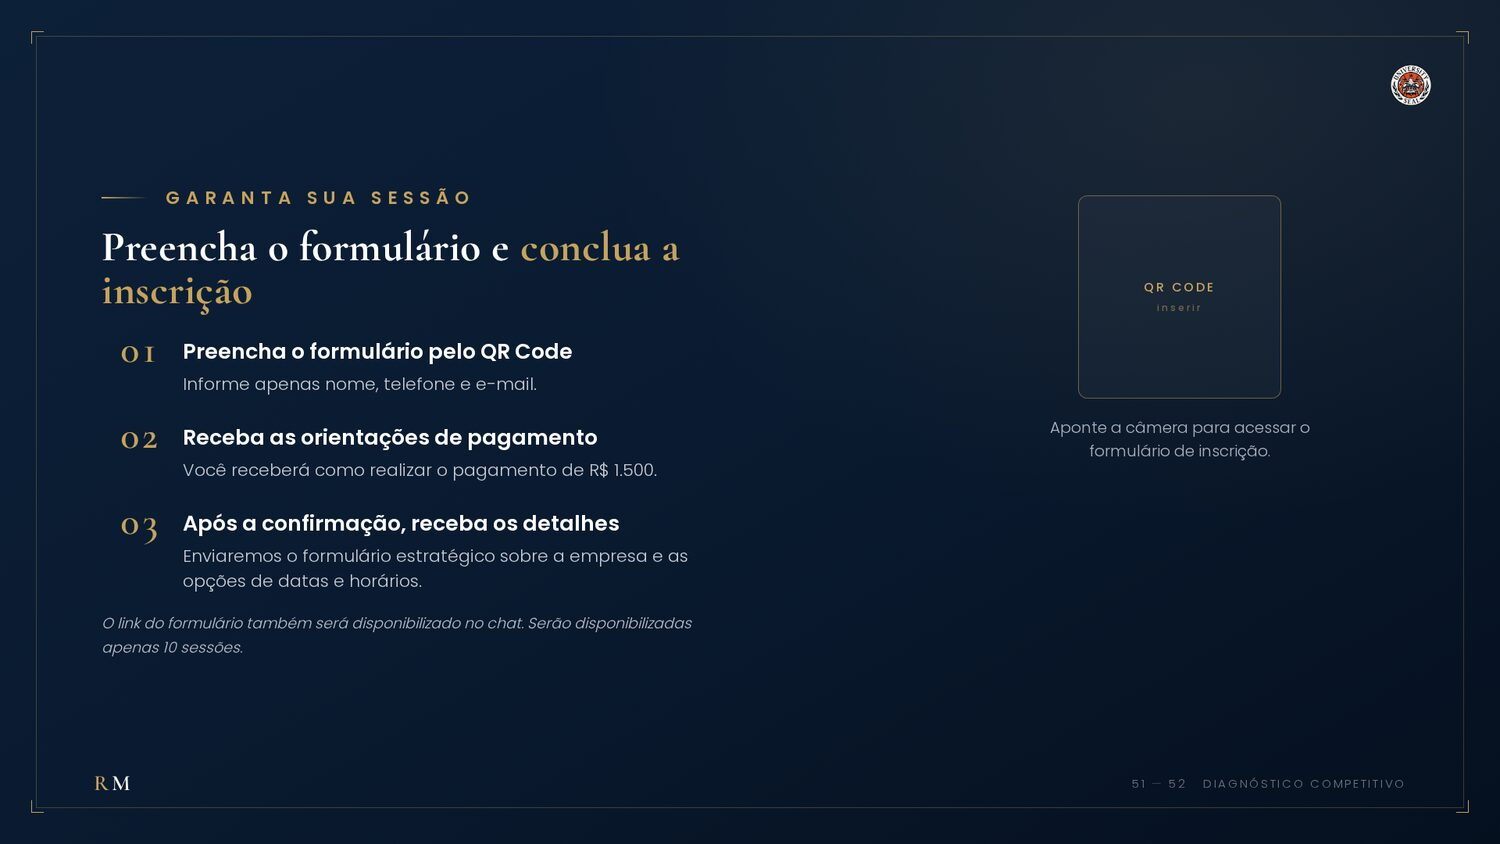 UNIVERSITY
SEAL
GARANTA SUA SESSÃO
Preencha o formulário e conclua a
inscrição
01 Preencha o formulário pelo QR Code
Informe apenas nome, telefone e e-mail.
02 Receba as orientações de pagamento
Você receberá como realizar o pagamento de R$ 1.500.
03 Após a confirmação, receba os detalhes
Enviaremos o formulário estratégico sobre a empresa e as
opções de datas e horários.
O link do formulário também será disponibilizado no chat. Serão disponibilizadas
apenas 10 sessões.
QR CODE
inserir
Aponte a câmera para acessar o
formulário de inscrição.
RM
51 — 52 DIAGNÓSTICO COMPETITIVO